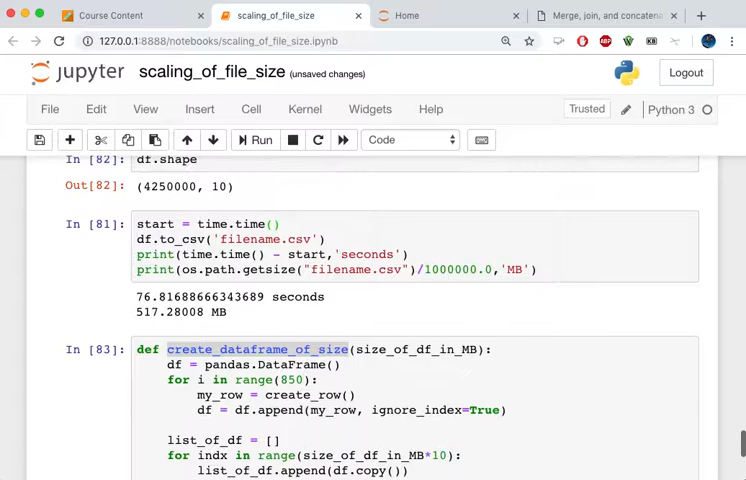 Course Content
scaling_of_file_size
Home
Merge, join, and concatena
127.0.0.1:8888/notebooks/scaling_of_file_size.ipynb
jupyter scaling_of_file_size (unsaved changes)
Logout
File Edit View Insert Cell Kernel Widgets Help
Trusted
Python 3
Run
Code
In [82]: df.shape
Out[82]: (4250000, 10)
In [81]: start = time.time()
df.to_csv('filename.csv')
print(time.time() - start,'seconds')
print(os.path.getsize("filename.csv")/1000000.0,'MB')
76.81688666343689 seconds
517.28008 MB
In [83]: def create_dataframe_of_size(size_of_df_in_MB):
df = pandas.DataFrame()
for i in range(850):
my_row = create_row()
df = df.append(my_row, ignore_index=True)
list_of_df = []
for indx in range(size_of_df_in_MB*10):
list_of_df.append(df.copy())